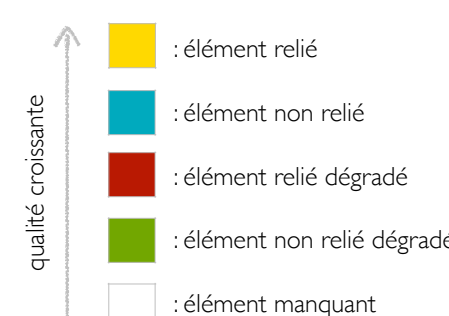 qualité croissante
: élément relié
: élément non relié
: élément relié dégradé
: élément non relié dégradé
: élément manquant